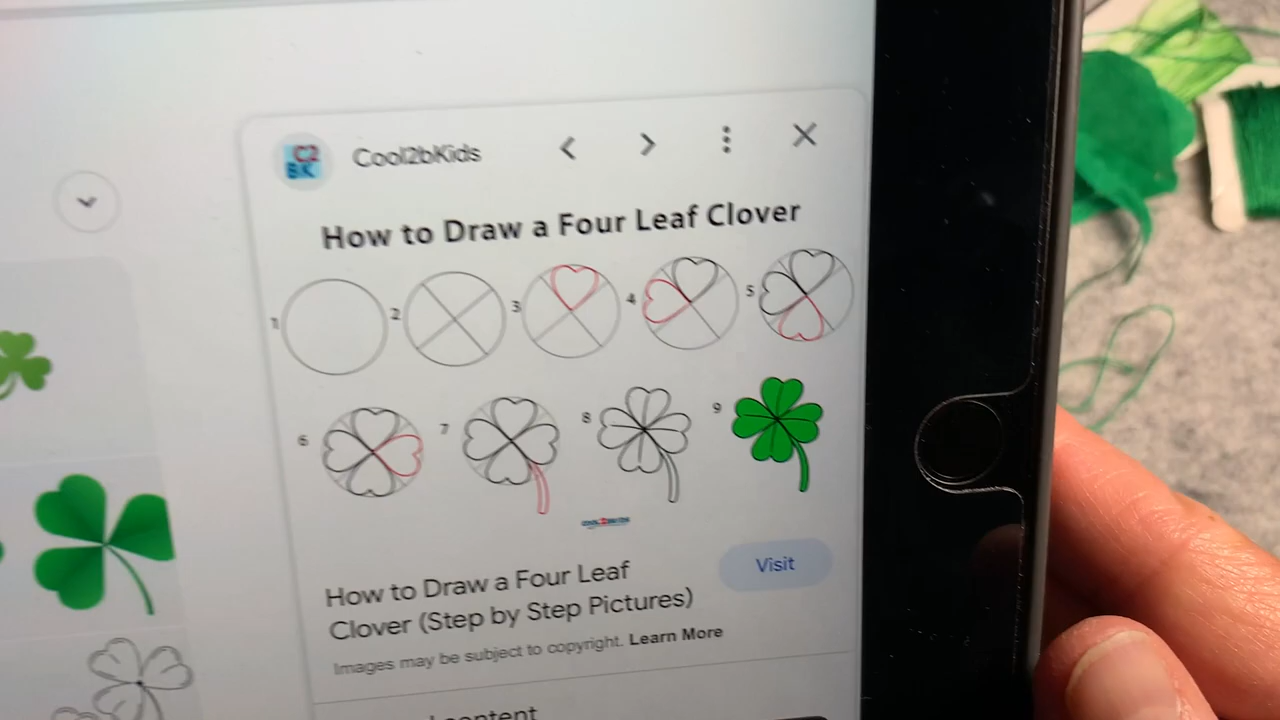 C2
BK
Cool2bKids
How to Draw a Four Leaf Clover
1 2 3 4 5
6 7 8 9
How to Draw a Four Leaf
Clover (Step by Step Pictures)
Visit
Images may be subject to copyright. Learn More